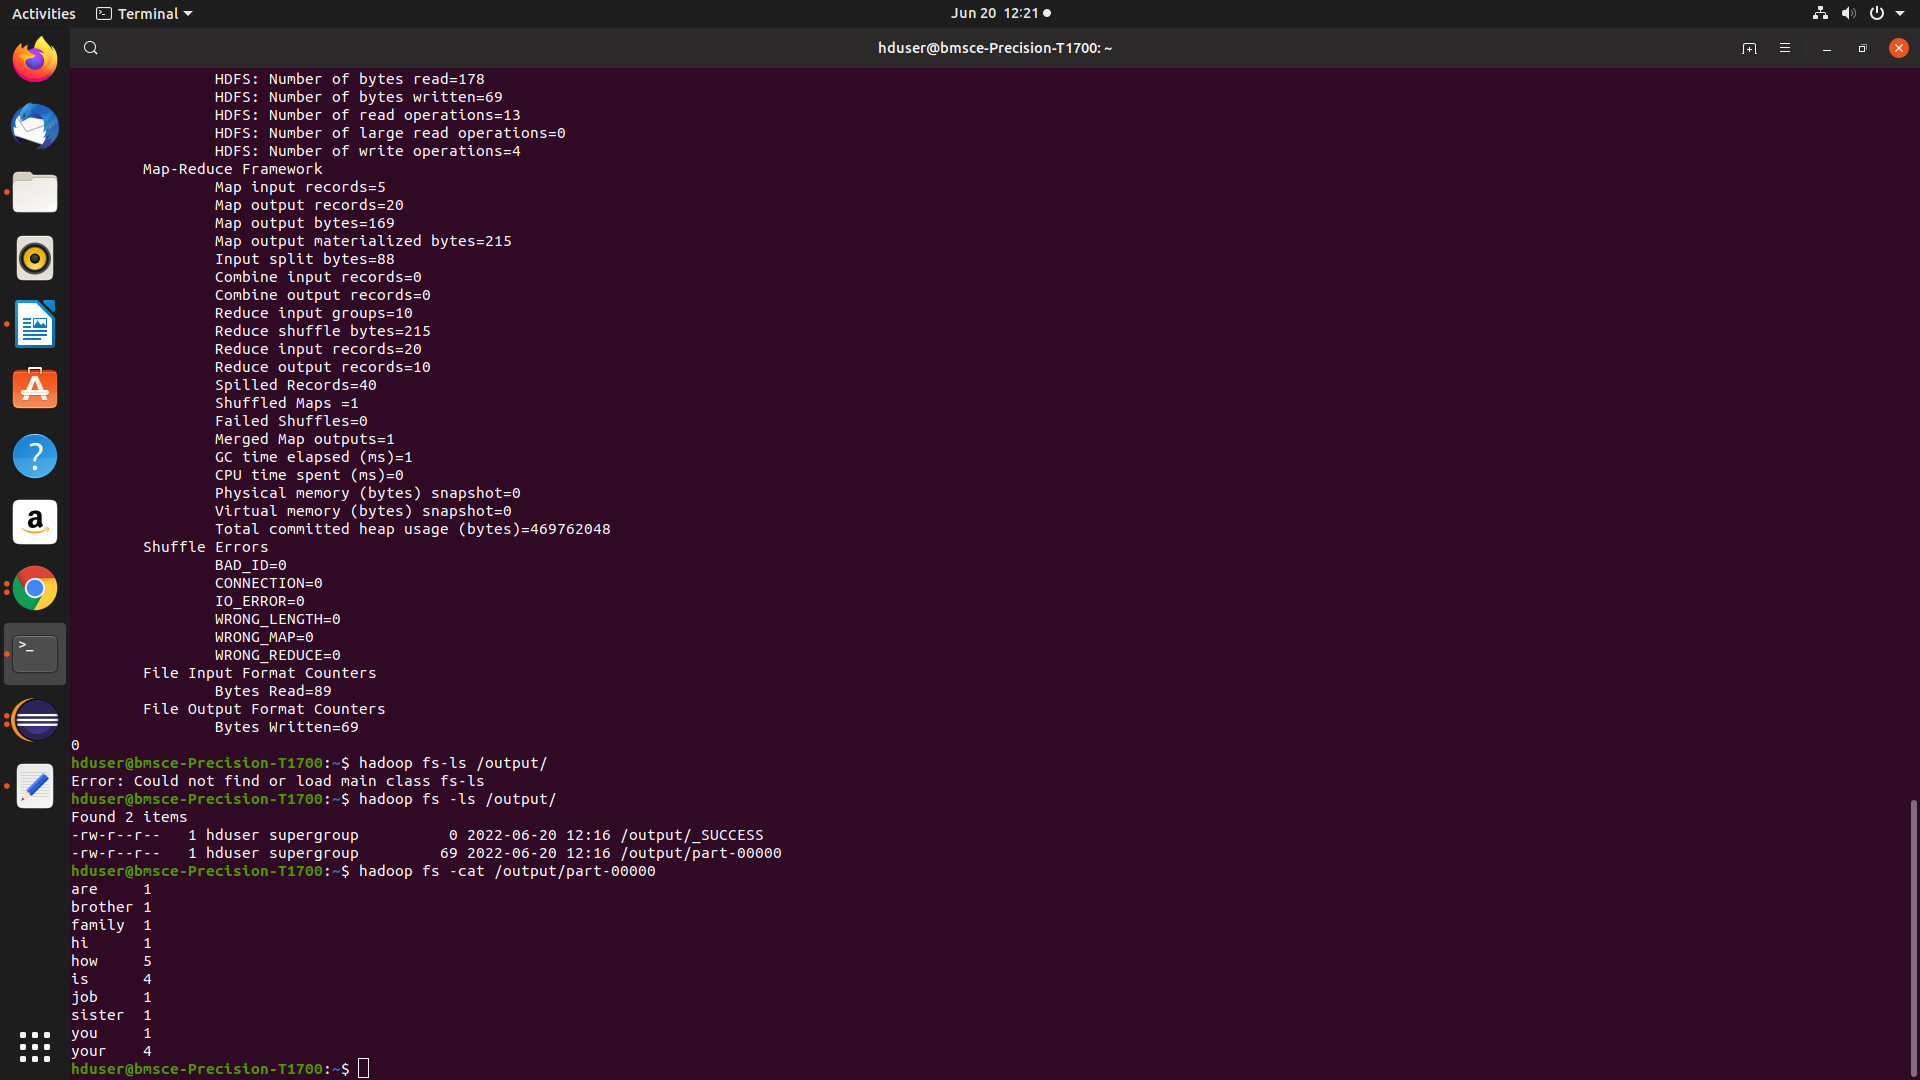 Activities Terminal Jun 20 12:21
hduser@bmsce-Precision-T1700: ~
HDFS: Number of bytes read=178
HDFS: Number of bytes written=69
HDFS: Number of read operations=13
HDFS: Number of large read operations=0
HDFS: Number of write operations=4
Map-Reduce Framework
Map input records=5
Map output records=20
Map output bytes=169
Map output materialized bytes=215
Input split bytes=88
Combine input records=0
Combine output records=0
Reduce input groups=10
Reduce shuffle bytes=215
Reduce input records=20
Reduce output records=10
Spilled Records=40
Shuffled Maps =1
Failed Shuffles=0
Merged Map outputs=1
GC time elapsed (ms)=1
CPU time spent (ms)=0
Physical memory (bytes) snapshot=0
Virtual memory (bytes) snapshot=0
Total committed heap usage (bytes)=469762048
Shuffle Errors
BAD_ID=0
CONNECTION=0
IO_ERROR=0
WRONG_LENGTH=0
WRONG_MAP=0
WRONG_REDUCE=0
File Input Format Counters
Bytes Read=89
File Output Format Counters
Bytes Written=69
0
hduser@bmsce-Precision-T1700:~$ hadoop fs-ls /output/
Error: Could not find or load main class fs-ls
hduser@bmsce-Precision-T1700:~$ hadoop fs -ls /output/
Found 2 items
-rw-r--r--   1 hduser supergroup          0 2022-06-20 12:16 /output/_SUCCESS
-rw-r--r--   1 hduser supergroup         69 2022-06-20 12:16 /output/part-00000
hduser@bmsce-Precision-T1700:~$ hadoop fs -cat /output/part-00000
are     1
brother 1
family  1
hi      1
how     5
is      4
job     1
sister  1
you     1
your    4
hduser@bmsce-Precision-T1700:~$